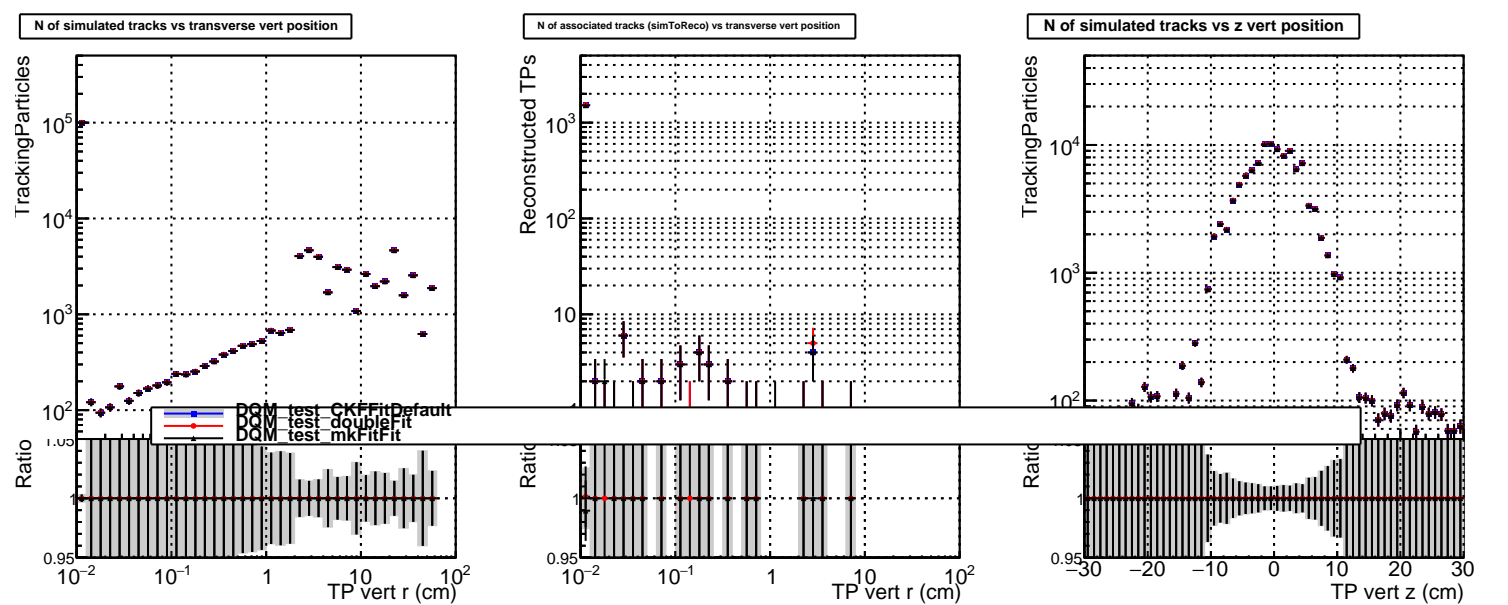 N of simulated tracks vs transverse vert position
TrackingParticles
10^5
10^4
10^3
10^2
Ratio
1.05
1
0.95
10^−2 10^−1 1 10 10^2
TP vert r (cm)
N of associated tracks (simToReco) vs transverse vert position
Reconstructed TPs
10^3
10^2
10
1
Ratio
1
0.95
10^−2 10^−1 1 10 10^2
TP vert r (cm)
N of simulated tracks vs z vert position
TrackingParticles
10^4
10^3
10^2
Ratio
1
0.95
−30 −20 −10 0 10 20 30
TP vert z (cm)
DQM_test_CKFFitDefault
DQM_test_doubleFit
DQM_test_mkFitFit